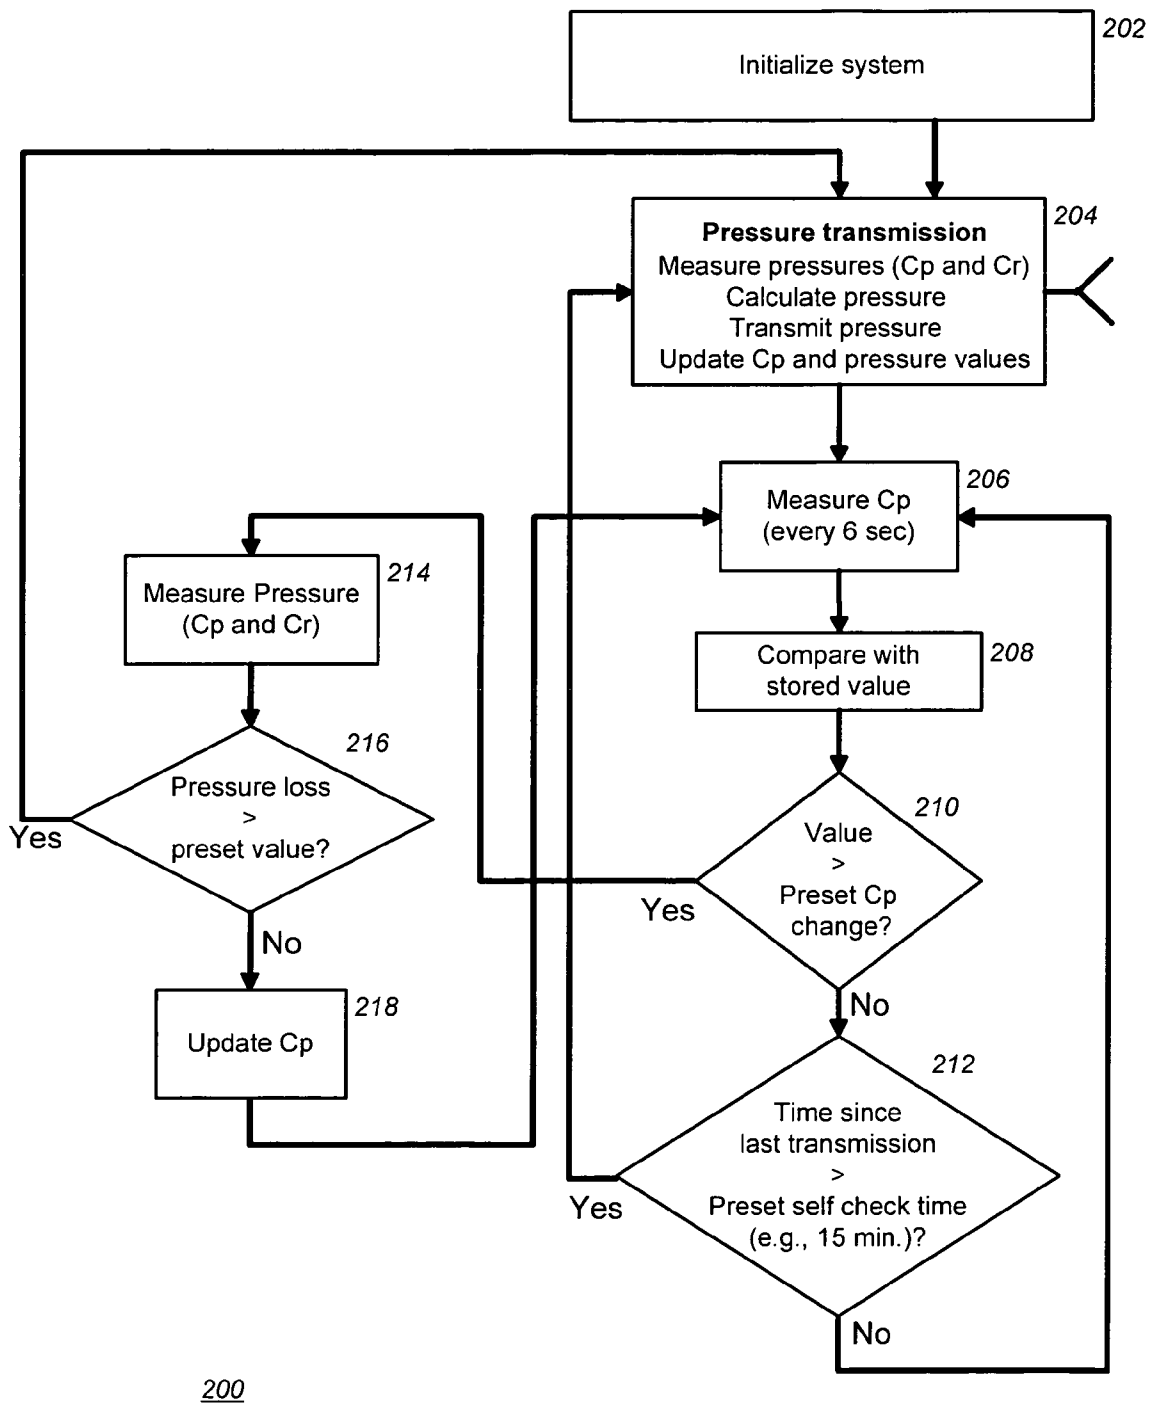 202
Initialize system
204
Pressure transmission
Measure pressures (Cp and Cr)
Calculate pressure
Transmit pressure
Update Cp and pressure values
206
Measure Cp
(every 6 sec)
214
Measure Pressure
(Cp and Cr)
208
Compare with
stored value
216
Pressure loss
>
preset value?
Yes
No
210
Value
>
Preset Cp
change?
Yes
No
218
Update Cp
212
Time since
last transmission
>
Preset self check time
(e.g., 15 min.)?
Yes
No
200